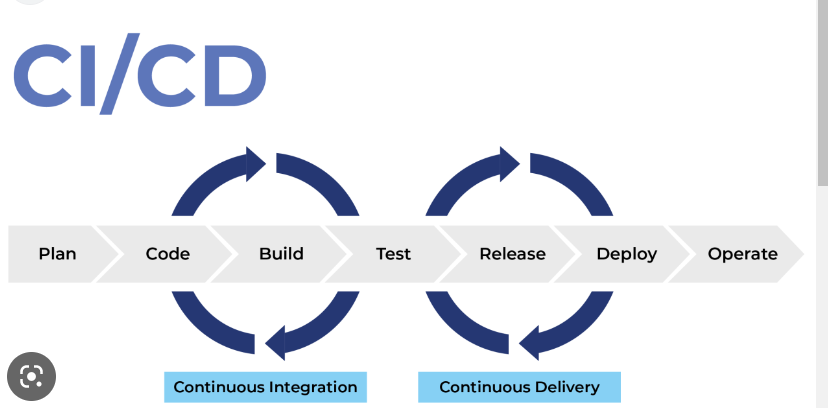 CI/CD
Plan Code Build Test Release Deploy Operate
Continuous Integration Continuous Delivery